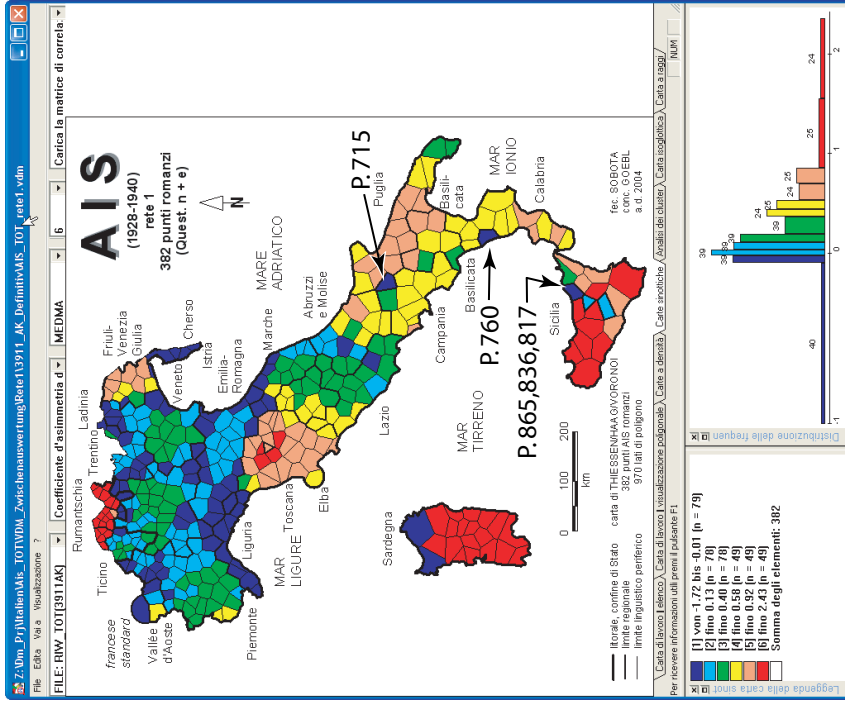 Z:\Dm_Prj\Italien\Ais_TOT\VDM_Zwischenauswertung\Rete1\3911_AK_Definitiv\AIS_TOT_rete1.vdm
File Edita Vai a Visualizzazione ?
FILE: RIW_TOT[3911AK]
Coefficiente d'asimmetria d
MEDMA
6
Carica la matrice di correla
AIS
(1928-1940)
rete 1
382 punti romanzi
(Quest. n + e)
N
francese
standard
Vallée
d'Aoste
Piemonte
Ticino
Rumantschia
Trentino
Ladinia
Friuli-
Venezia
Giulia
Cherso
Istria
Veneto
Emilia-
Romagna
Liguria
MAR
LIGURE
Toscana
Elba
Marche
MARE
ADRIATICO
Abruzzi
e Molise
Lazio
Campania
Puglia
P.715
Basili-
cata
Basilicata
MAR
IONIO
Calabria
P.760
P.865,836,817
Sicilia
MAR
TIRRENO
Sardegna
0 100 200
km
litorale, confine di Stato
limite regionale
limite linguistico periferico
carta di THIESSEN/HAAG/VORONOI
382 punti AIS romanzi
970 lati di poligono
fec. SOBOTA
conc. GOEBL
a.d. 2004
Carta di lavoro | elenco
Carta di lavoro | visualizzazione poligonale
Carte a densità
Carte sinottiche
Analisi dei cluster
Carta isoglottica
Carta a raggi
Per ricevere informazioni utili premi il pulsante F1
NUM
Leggenda della carta sinot
[1] von -1.72 bis -0.01 [n = 79]
[2] fino 0.13 [n = 78]
[3] fino 0.40 [n = 78]
[4] fino 0.58 [n = 49]
[5] fino 0.92 [n = 49]
[6] fino 2.43 [n = 49]
Somma degli elementi: 382
Distribuzione delle frequen
40
39
39
39
39
24
25
24
25
25
24
-1 0 1 2